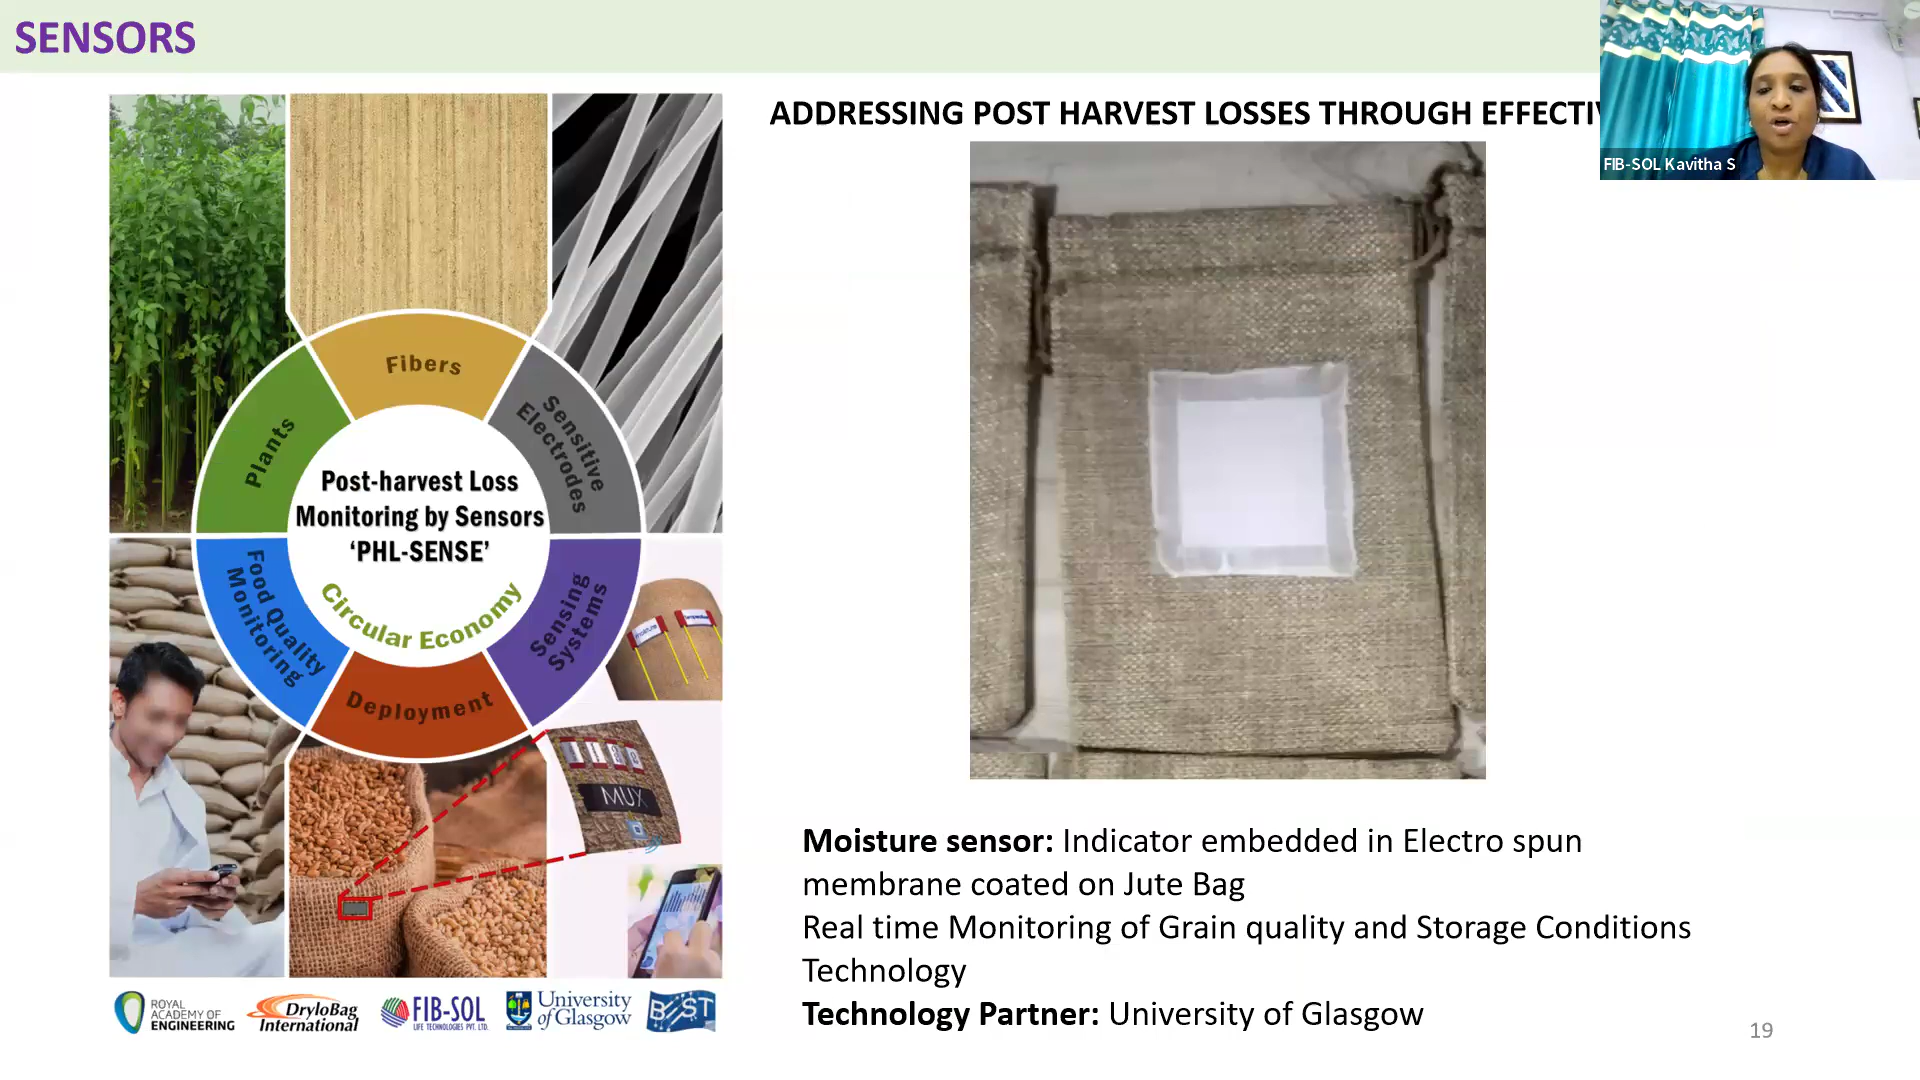 SENSORS
ADDRESSING POST HARVEST LOSSES THROUGH EFFECTIV
FIB-SOL Kavitha S
Fibers
Sensitive
Electrodes
Plants
Post-harvest Loss
Monitoring by Sensors
‘PHL-SENSE’
Circular Economy
Food Quality
Monitoring
Sensing
Systems
Deployment
MUX
Moisture sensor: Indicator embedded in Electro spun
membrane coated on Jute Bag
Real time Monitoring of Grain quality and Storage Conditions
Technology
Technology Partner: University of Glasgow
ROYAL
ACADEMY OF
ENGINEERING
DryloBag
International
FIB-SOL
LIFE TECHNOLOGIES PVT. LTD.
University
of Glasgow
BEST
19